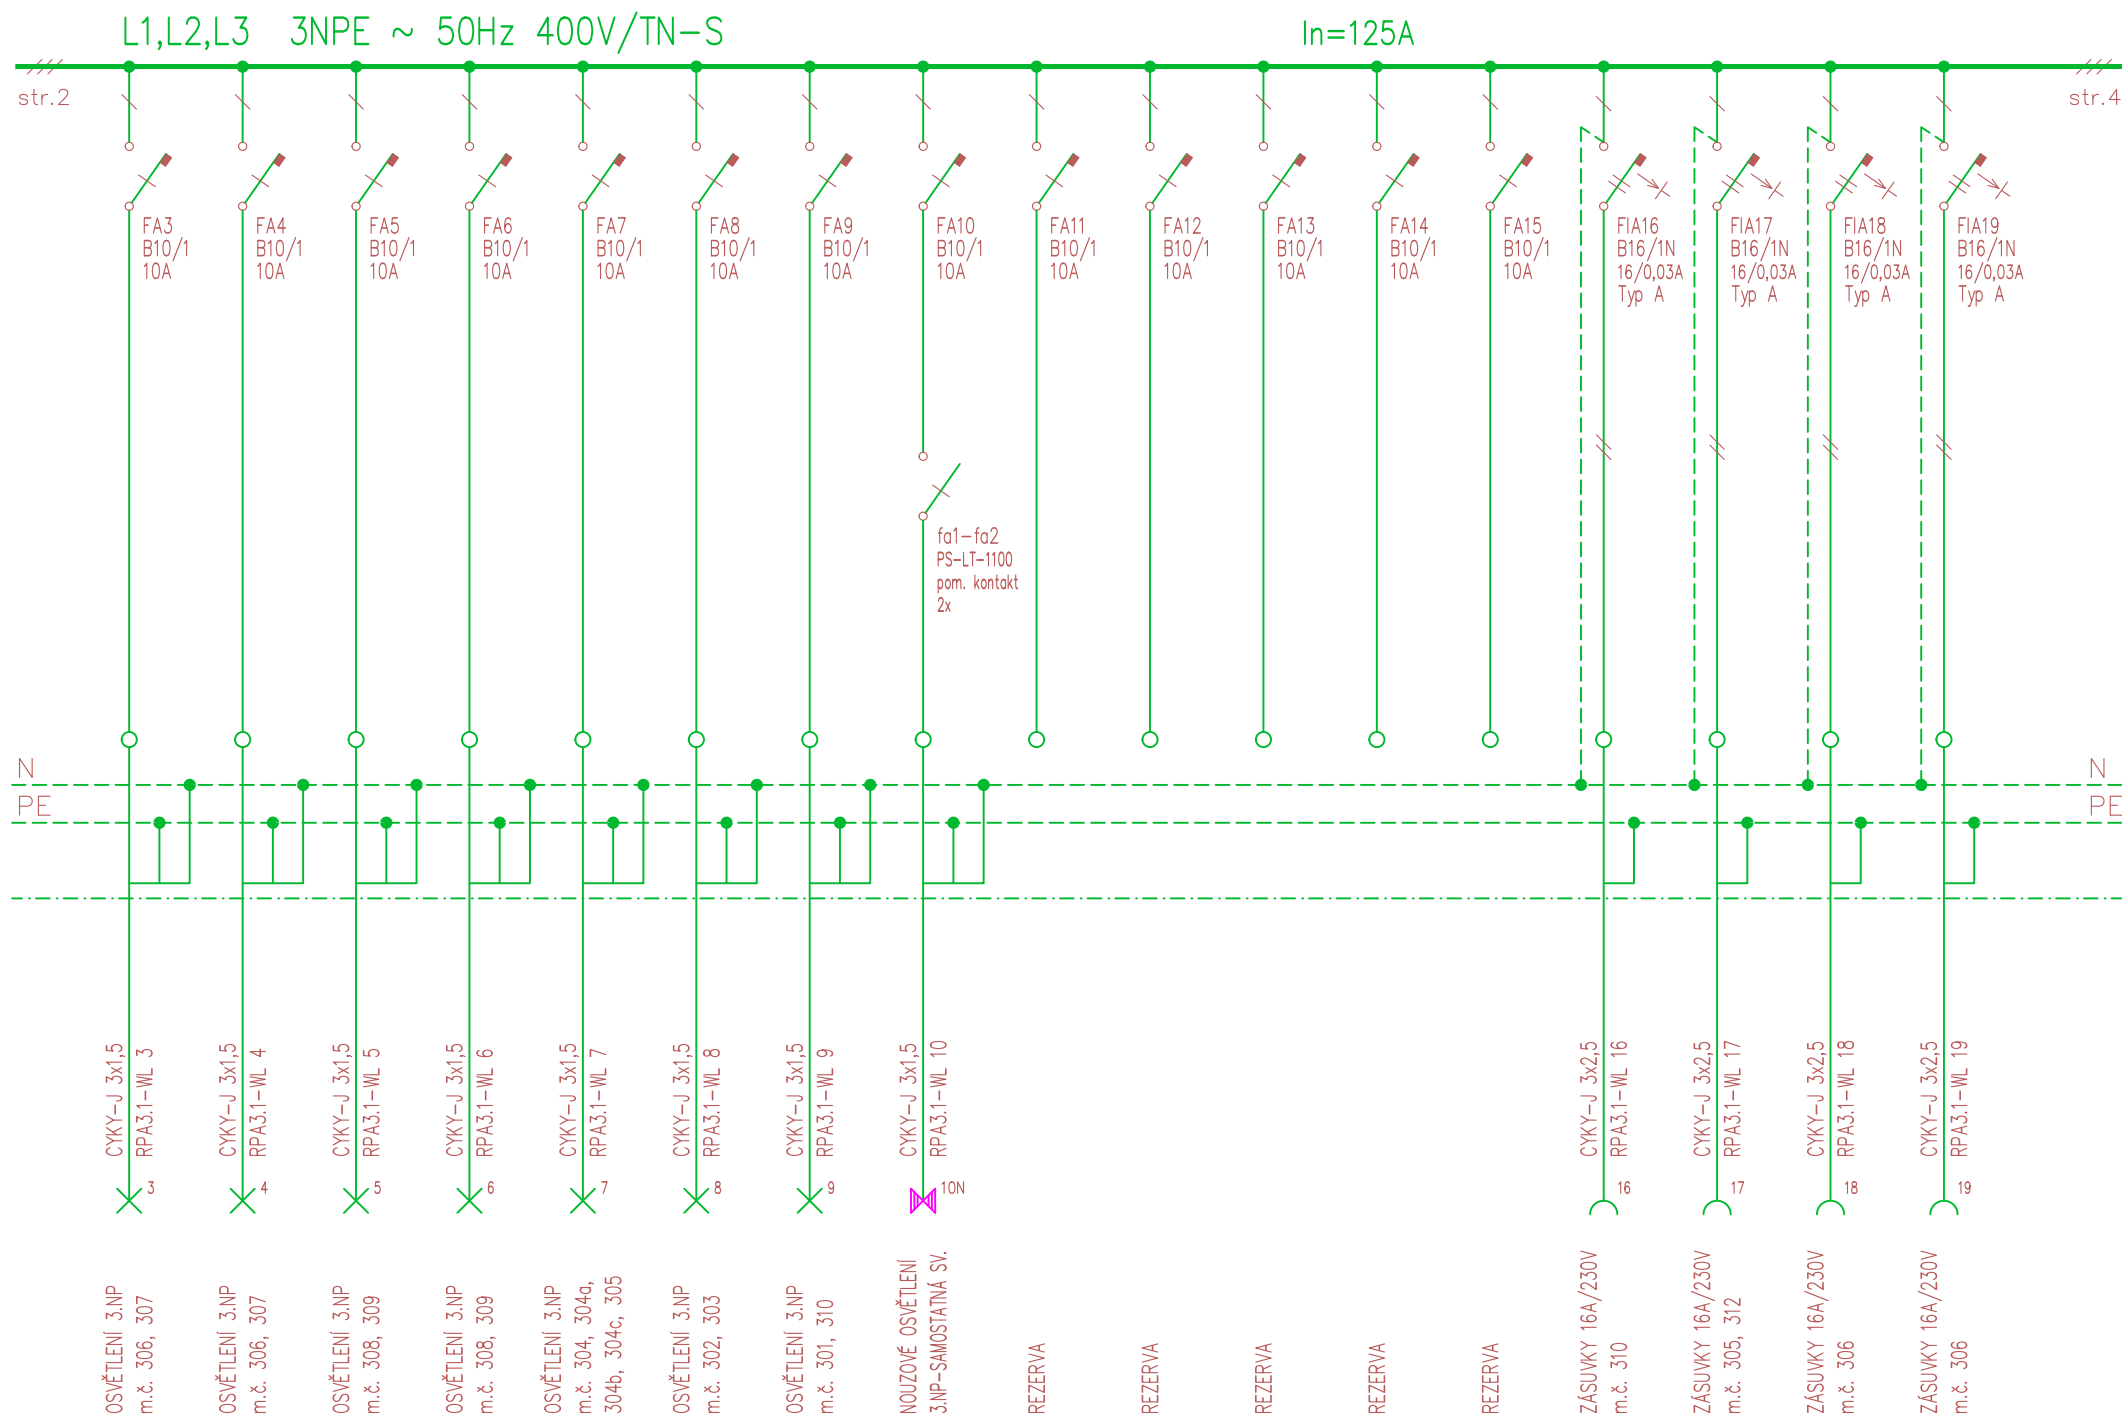 L1,L2,L3 3NPE ~ 50Hz 400V/TN-S
In=125A
str.2
str.4
FA3
B10/1
10A
FA4
B10/1
10A
FA5
B10/1
10A
FA6
B10/1
10A
FA7
B10/1
10A
FA8
B10/1
10A
FA9
B10/1
10A
FA10
B10/1
10A
FA11
B10/1
10A
FA12
B10/1
10A
FA13
B10/1
10A
FA14
B10/1
10A
FA15
B10/1
10A
FIA16
B16/1N
16/0,03A
Typ A
FIA17
B16/1N
16/0,03A
Typ A
FIA18
B16/1N
16/0,03A
Typ A
FIA19
B16/1N
16/0,03A
Typ A
fa1-fa2
PS-LT-1100
pom. kontakt
2x
N
N
PE
PE
CYKY-J 3x1,5
RPA3.1-WL 3
CYKY-J 3x1,5
RPA3.1-WL 4
CYKY-J 3x1,5
RPA3.1-WL 5
CYKY-J 3x1,5
RPA3.1-WL 6
CYKY-J 3x1,5
RPA3.1-WL 7
CYKY-J 3x1,5
RPA3.1-WL 8
CYKY-J 3x1,5
RPA3.1-WL 9
CYKY-J 3x1,5
RPA3.1-WL 10
CYKY-J 3x2,5
RPA3.1-WL 16
CYKY-J 3x2,5
RPA3.1-WL 17
CYKY-J 3x2,5
RPA3.1-WL 18
CYKY-J 3x2,5
RPA3.1-WL 19
3
4
5
6
7
8
9
10N
16
17
18
19
OSVĚTLENÍ 3.NP
m.č. 306, 307
OSVĚTLENÍ 3.NP
m.č. 306, 307
OSVĚTLENÍ 3.NP
m.č. 308, 309
OSVĚTLENÍ 3.NP
m.č. 308, 309
OSVĚTLENÍ 3.NP
m.č. 304, 304a,
304b, 304c, 305
OSVĚTLENÍ 3.NP
m.č. 302, 303
OSVĚTLENÍ 3.NP
m.č. 301, 310
NOUZOVÉ OSVĚTLENÍ
3.NP-SAMOSTATNÁ SV.
REZERVA
REZERVA
REZERVA
REZERVA
REZERVA
ZÁSUVKY 16A/230V
m.č. 310
ZÁSUVKY 16A/230V
m.č. 305, 312
ZÁSUVKY 16A/230V
m.č. 306
ZÁSUVKY 16A/230V
m.č. 306